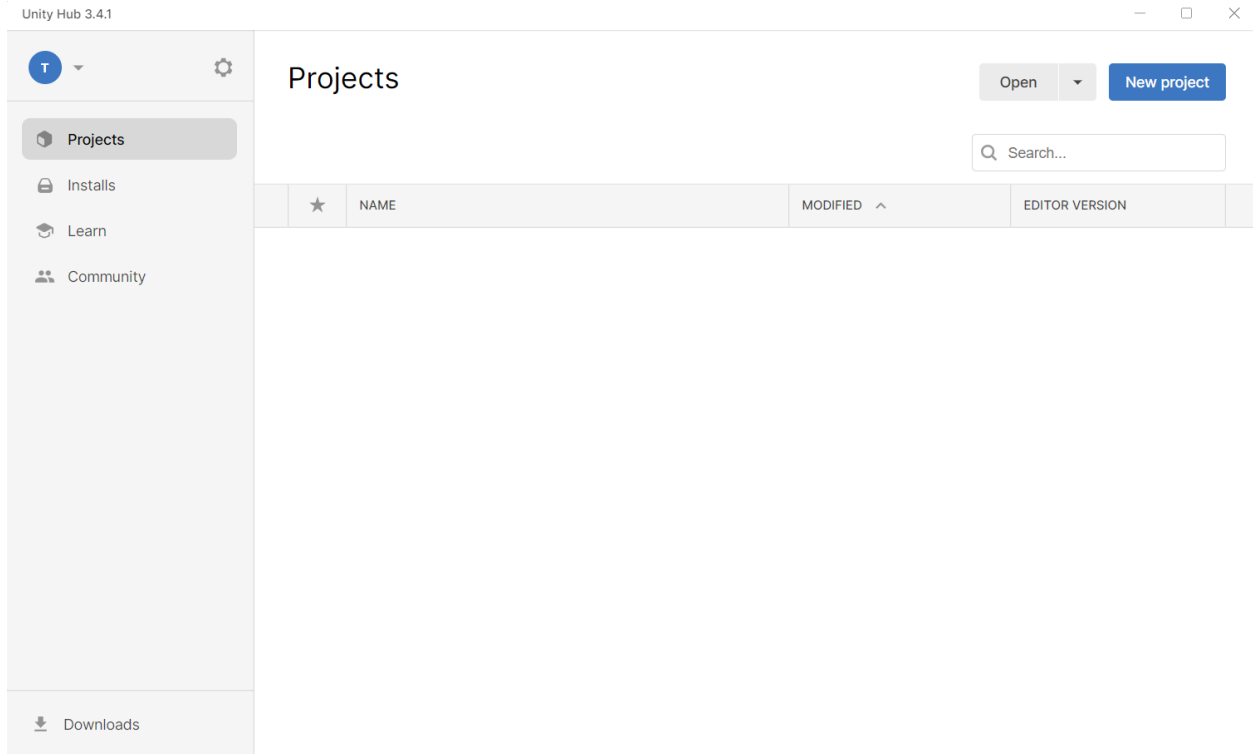 Unity Hub 3.4.1
T
Projects
Installs
Learn
Community
Downloads
Projects
Open
New project
Search...
NAME
MODIFIED
EDITOR VERSION